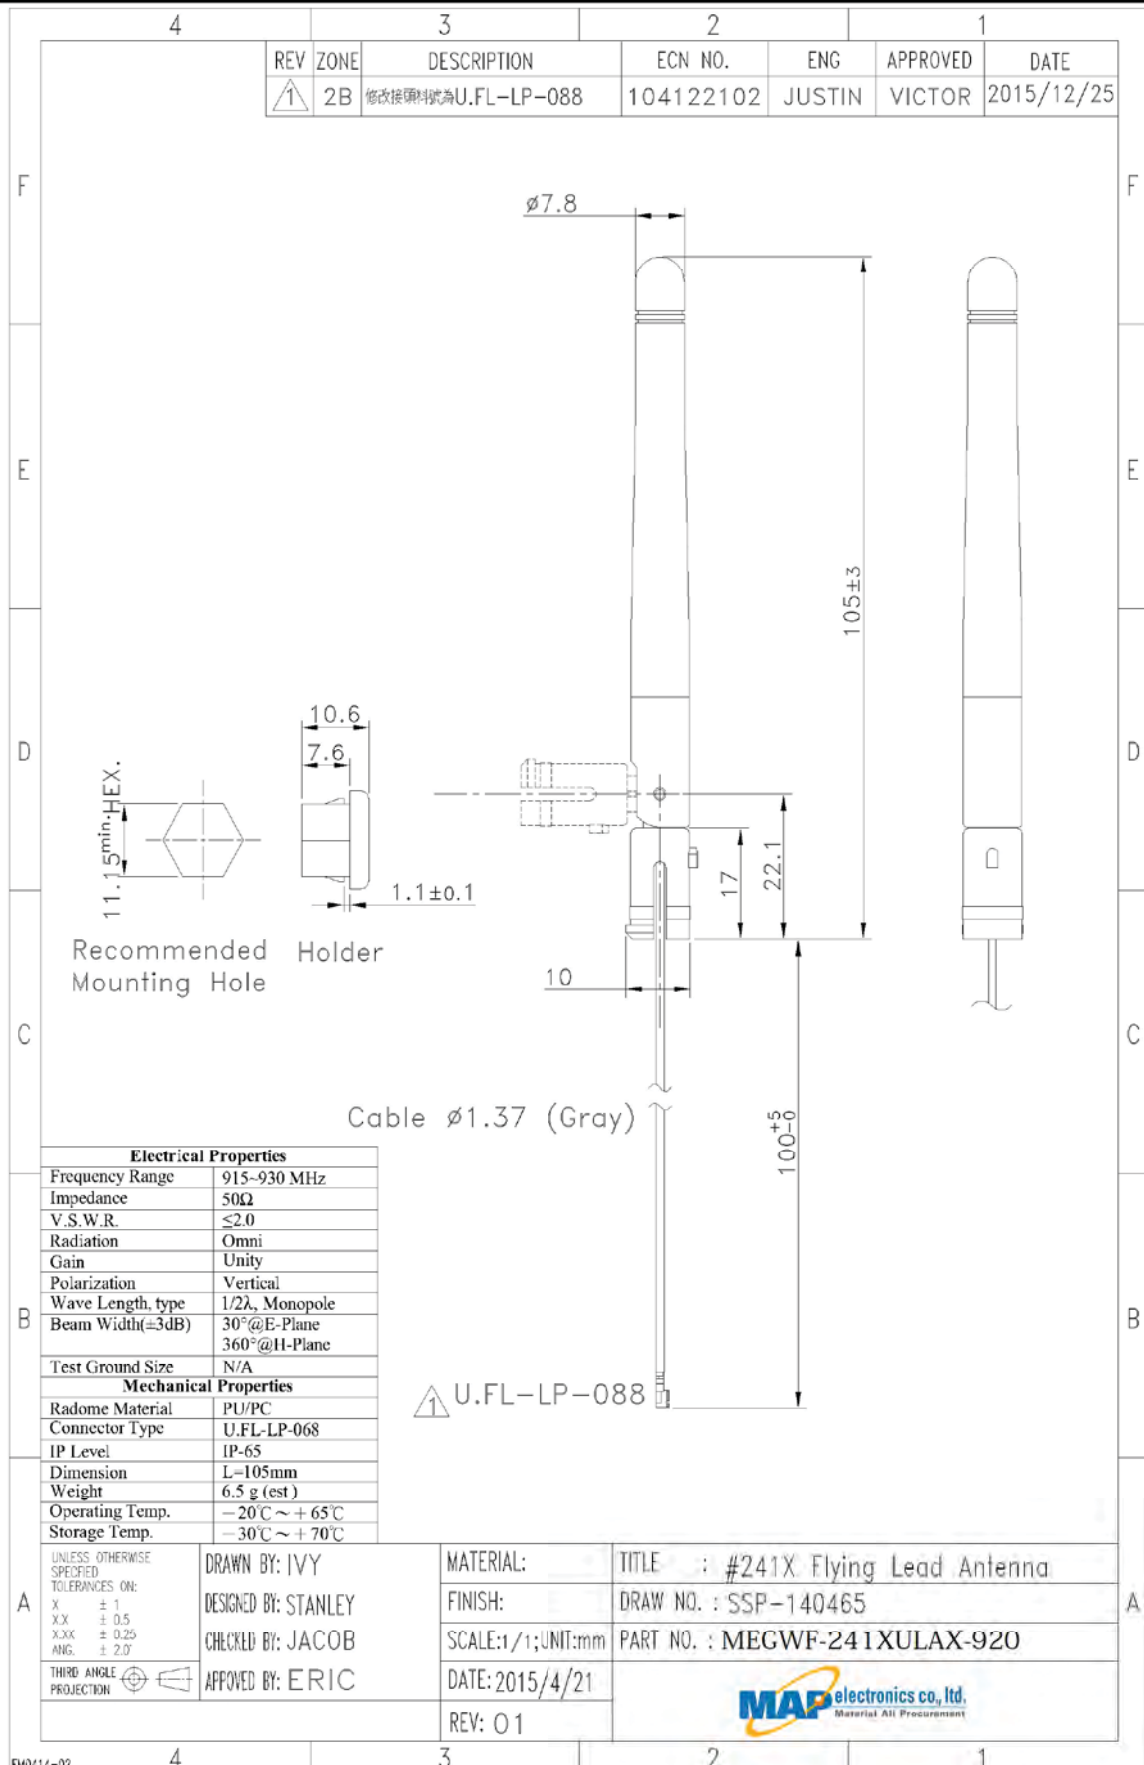 4 3 2 1
REV ZONE DESCRIPTION ECN NO. ENG APPROVED DATE
1 2B 修改接頭料號為U.FL-LP-088 104122102 JUSTIN VICTOR 2015/12/25
F F
ø7.8
E E
105±3
10.6
D D
7.6
11.15min.HEX.
22.1
17
1.1±0.1
Recommended Holder
Mounting Hole
10
C C
Cable ø1.37 (Gray)
100+5-0
Electrical Properties
Frequency Range 915~930 MHz
Impedance 50Ω
V.S.W.R. ≤2.0
Radiation Omni
Gain Unity
Polarization Vertical
Wave Length, type 1/2λ, Monopole
B B
Beam Width(±3dB) 30°@E-Plane
360°@H-Plane
Test Ground Size N/A
Mechanical Properties
1 U.FL-LP-088
Radome Material PU/PC
Connector Type U.FL-LP-068
IP Level IP-65
Dimension L=105mm
Weight 6.5 g (est )
Operating Temp. －20℃～＋65℃
Storage Temp. －30℃～＋70℃
A A
UNLESS OTHERWISE
SPECIFIED
TOLERANCES ON:
X ± 1
X.X ± 0.5
X.XX ± 0.25
ANG. ± 2.0°
THIRD ANGLE
PROJECTION
DRAWN BY: IVY
DESIGNED BY: STANLEY
CHECKED BY: JACOB
APPOVED BY: ERIC
MATERIAL:
FINISH:
SCALE:1/1;UNIT:mm
DATE: 2015/4/21
REV: 01
TITLE : #241X Flying Lead Antenna
DRAW NO. : SSP-140465
PART NO. : MEGWF-241XULAX-920
MAP electronics co., ltd.
Material All Procurement
4 3 2 1